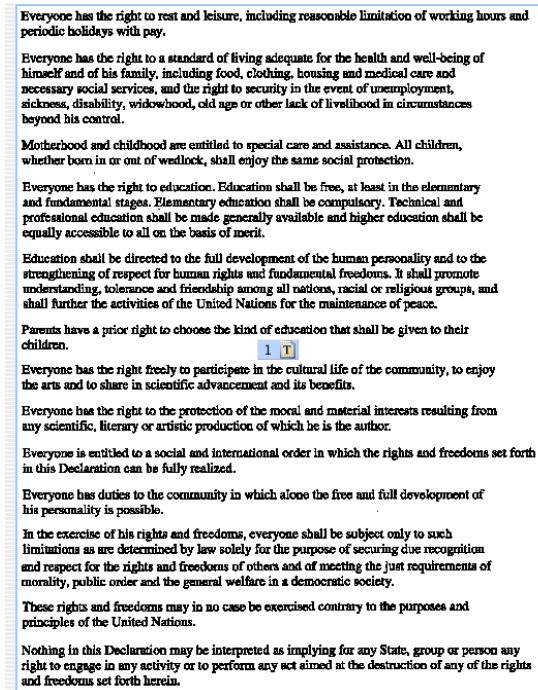 Everyone has the right to rest and leisure, including reasonable limitation of working hours and
periodic holidays with pay.
Everyone has the right to a standard of living adequate for the health and well-being of
himself and of his family, including food, clothing, housing and medical care and
necessary social services, and the right to security in the event of unemployment,
sickness, disability, widowhood, old age or other lack of livelihood in circumstances
beyond his control.
Motherhood and childhood are entitled to special care and assistance. All children,
whether born in or out of wedlock, shall enjoy the same social protection.
Everyone has the right to education. Education shall be free, at least in the elementary
and fundamental stages. Elementary education shall be compulsory. Technical and
professional education shall be made generally available and higher education shall be
equally accessible to all on the basis of merit.
Education shall be directed to the full development of the human personality and to the
strengthening of respect for human rights and fundamental freedoms. It shall promote
understanding, tolerance and friendship among all nations, racial or religious groups, and
shall further the activities of the United Nations for the maintenance of peace.
Parents have a prior right to choose the kind of education that shall be given to their
children.
1 T
Everyone has the right freely to participate in the cultural life of the community, to enjoy
the arts and to share in scientific advancement and its benefits.
Everyone has the right to the protection of the moral and material interests resulting from
any scientific, literary or artistic production of which he is the author.
Everyone is entitled to a social and international order in which the rights and freedoms set forth
in this Declaration can be fully realized.
Everyone has duties to the community in which alone the free and full development of
his personality is possible.
In the exercise of his rights and freedoms, everyone shall be subject only to such
limitations as are determined by law solely for the purpose of securing due recognition
and respect for the rights and freedoms of others and of meeting the just requirements of
morality, public order and the general welfare in a democratic society.
These rights and freedoms may in no case be exercised contrary to the purposes and
principles of the United Nations.
Nothing in this Declaration may be interpreted as implying for any State, group or person any
right to engage in any activity or to perform any act aimed at the destruction of any of the rights
and freedoms set forth herein.